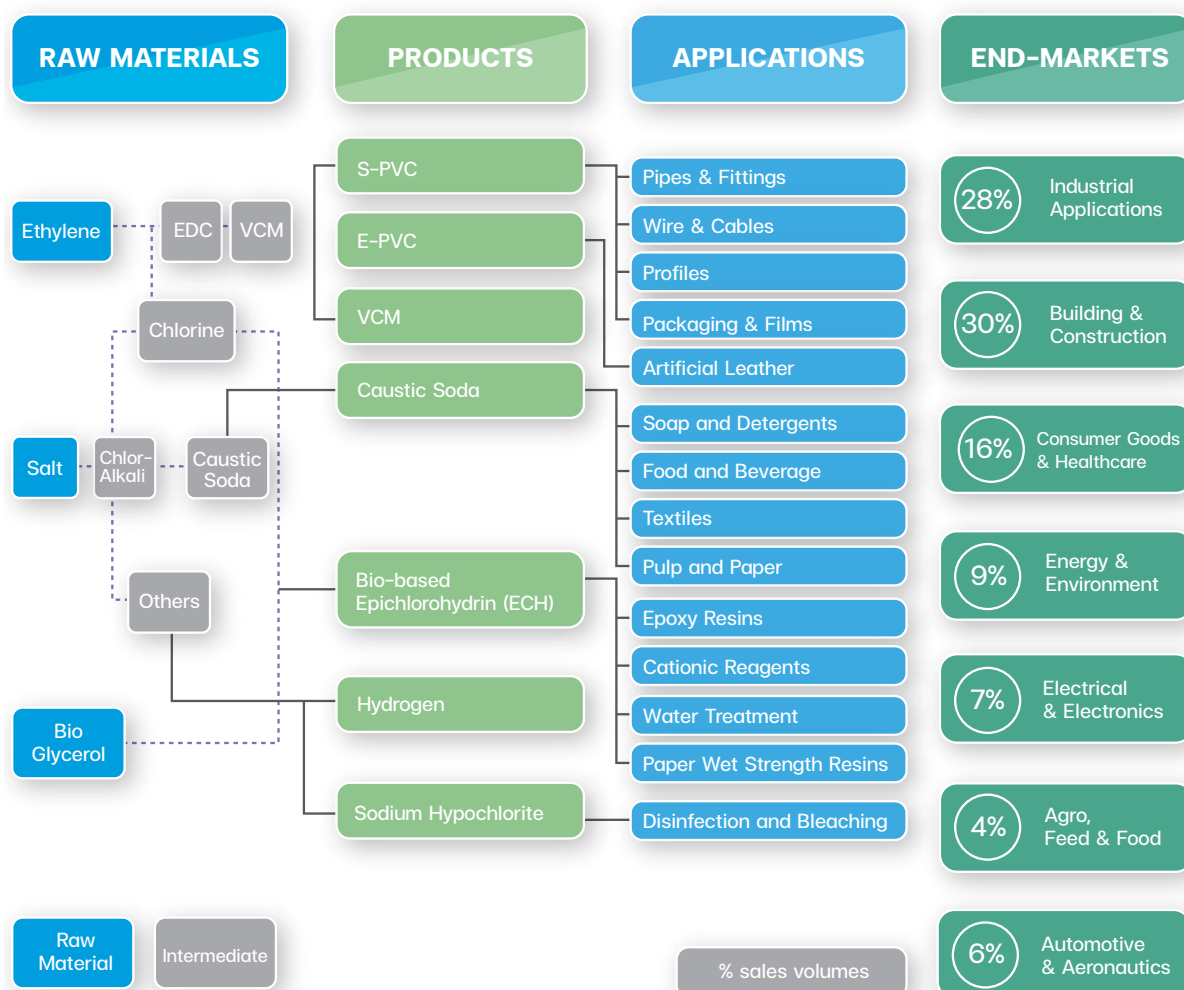 RAW MATERIALS
PRODUCTS
APPLICATIONS
END-MARKETS
Ethylene
EDC
VCM
Chlorine
Salt
Chlor-
Alkali
Caustic
Soda
Others
Bio
Glycerol
Raw
Material
Intermediate
S-PVC
E-PVC
VCM
Caustic Soda
Bio-based
Epichlorohydrin (ECH)
Hydrogen
Sodium Hypochlorite
Pipes & Fittings
Wire & Cables
Profiles
Packaging & Films
Artificial Leather
Soap and Detergents
Food and Beverage
Textiles
Pulp and Paper
Epoxy Resins
Cationic Reagents
Water Treatment
Paper Wet Strength Resins
Disinfection and Bleaching
% sales volumes
28%
Industrial
Applications
30%
Building &
Construction
16%
Consumer Goods
& Healthcare
9%
Energy &
Environment
7%
Electrical
& Electronics
4%
Agro,
Feed & Food
6%
Automotive
& Aeronautics